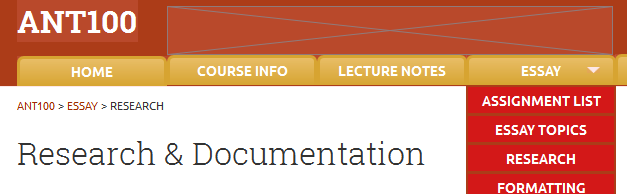 ANT100
HOME COURSE INFO LECTURE NOTES ESSAY
ANT100 > ESSAY > RESEARCH
Research & Documentation
ASSIGNMENT LIST
ESSAY TOPICS
RESEARCH
FORMATTING